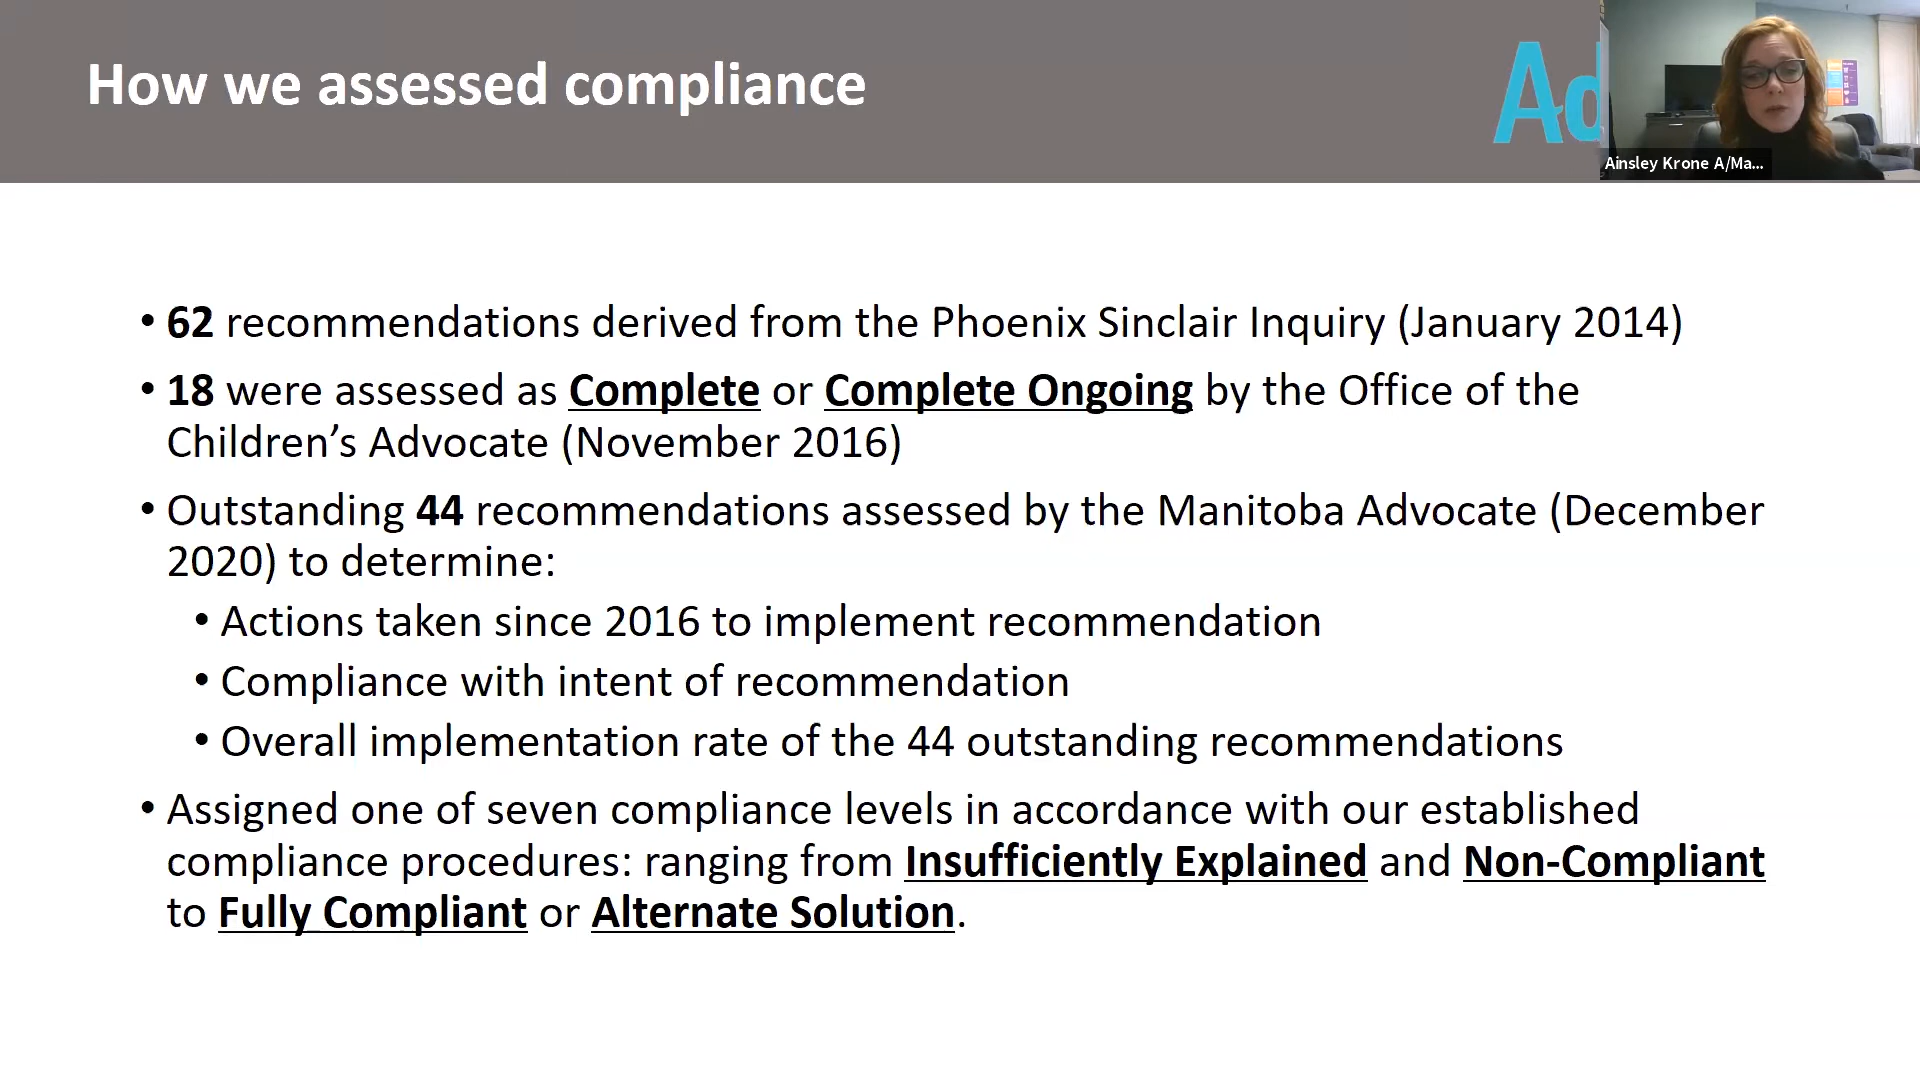 How we assessed compliance
Ad
Ainsley Krone A/Ma...
• 62 recommendations derived from the Phoenix Sinclair Inquiry (January 2014)
• 18 were assessed as Complete or Complete Ongoing by the Office of the
Children’s Advocate (November 2016)
• Outstanding 44 recommendations assessed by the Manitoba Advocate (December
2020) to determine:
• Actions taken since 2016 to implement recommendation
• Compliance with intent of recommendation
• Overall implementation rate of the 44 outstanding recommendations
• Assigned one of seven compliance levels in accordance with our established
compliance procedures: ranging from Insufficiently Explained and Non-Compliant
to Fully Compliant or Alternate Solution.